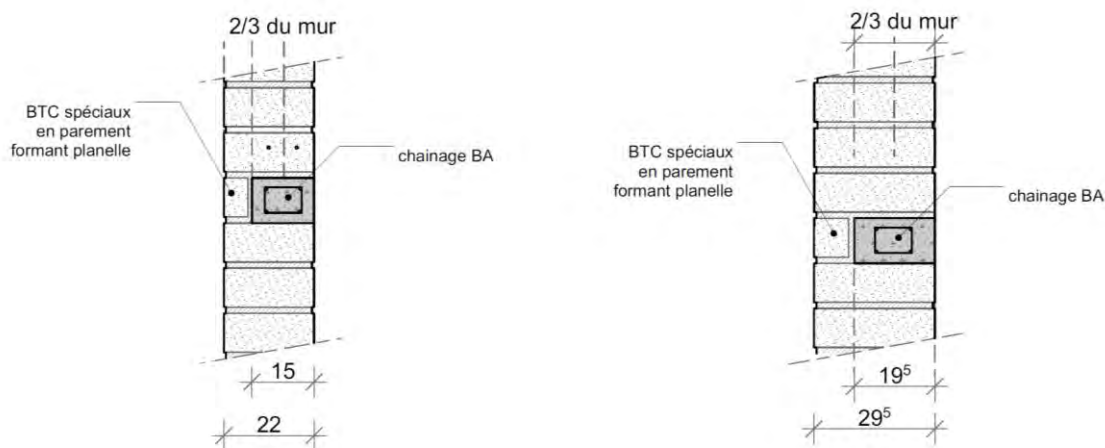 2/3 du mur
BTC spéciaux
en parement
formant planelle
chainage BA
15
22
2/3 du mur
BTC spéciaux
en parement
formant planelle
chainage BA
19⁵
29⁵